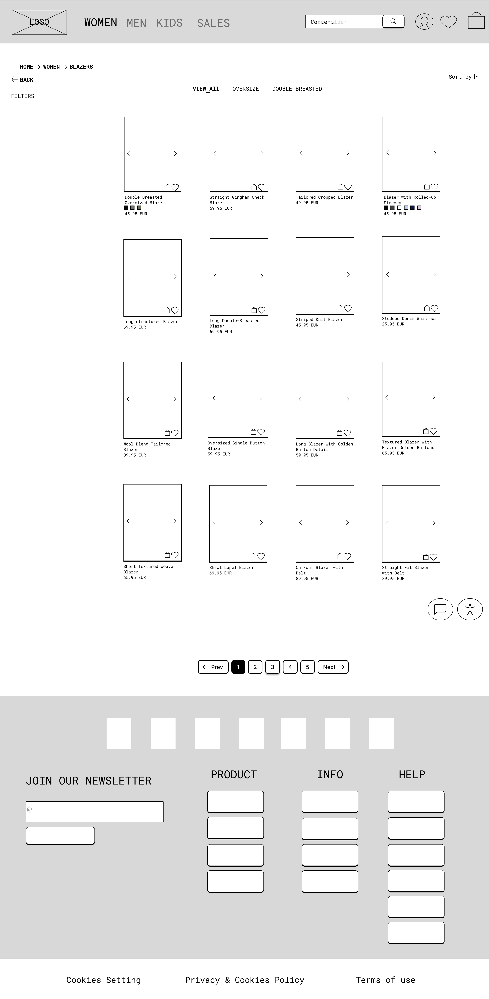 LOGO
WOMEN MEN KIDS SALES
Content lder
HOME WOMEN BLAZERS
BACK
Sort by
VIEW_All OVERSIZE DOUBLE-BREASTED
FILTERS
Double Breasted
Oversized Blazer
45.95 EUR
Straight Gingham Check
Blazer
59.95 EUR
Tailored Cropped Blazer
49.95 EUR
Blazer with Rolled-up
Sleeves
45.95 EUR
Long structured Blazer
69.95 EUR
Long Double-Breasted
Blazer
69.95 EUR
Striped Knit Blazer
45.95 EUR
Studded Denim Waistcoat
25.95 EUR
Wool Blend Tailored
Blazer
89.95 EUR
Oversized Single-Button
Blazer
59.95 EUR
Long Blazer with Golden
Button Detail
59.95 EUR
Textured Blazer with
Blazer Golden Buttons
65.95 EUR
Short Textured Weave
Blazer
65.95 EUR
Shawl Lapel Blazer
69.95 EUR
Cut-out Blazer with
Belt
89.95 EUR
Straight Fit Blazer
with Belt
89.95 EUR
Prev 1 2 3 4 5 Next
JOIN OUR NEWSLETTER
@
PRODUCT
INFO
HELP
Cookies Setting Privacy & Cookies Policy Terms of use